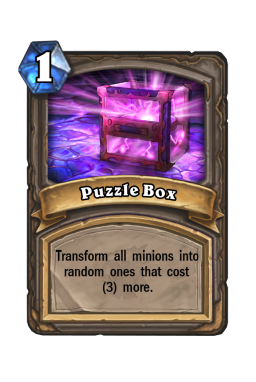 1
Puzzle Box
Transform all minions into
random ones that cost
(3) more.